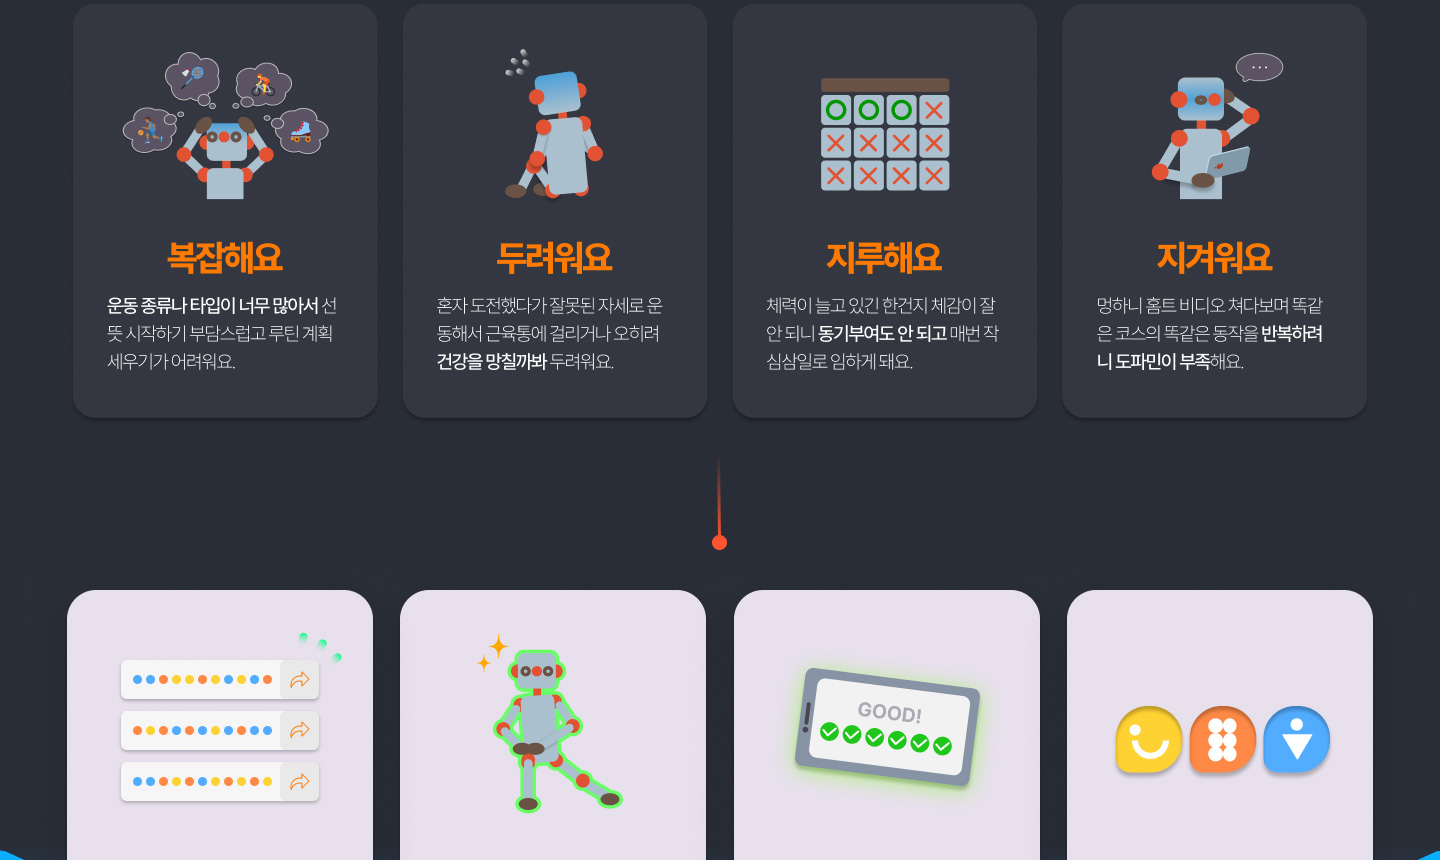 복잡해요
운동 종류나 타입이 너무 많아서 선
뜻 시작하기 부담스럽고 루틴 계획
세우기가 어려워요.
두려워요
혼자 도전했다가 잘못된 자세로 운
동해서 근육통에 걸리거나 오히려
건강을 망칠까봐 두려워요.
지루해요
체력이 늘고 있긴 한건지 체감이 잘
안 되니 동기부여도 안 되고 매번 작
심삼일로 임하게 돼요.
지겨워요
멍하니 홈트 비디오 쳐다보며 똑같
은 코스의 똑같은 동작을 반복하려
니 도파민이 부족해요.
GOOD!